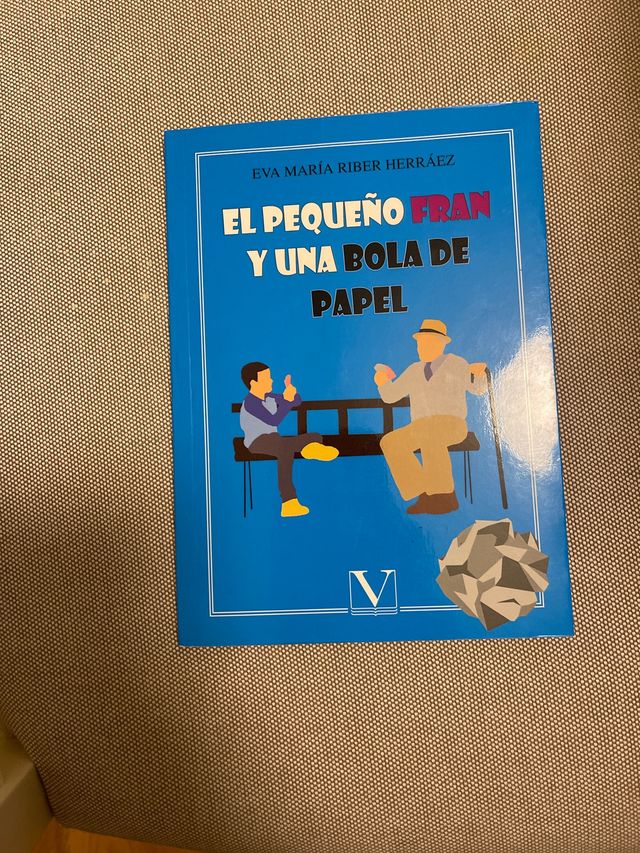 EVA MARÍA RIBER HERRÁEZ
EL PEQUEÑO FRAN
Y UNA BOLA DE
PAPEL
V